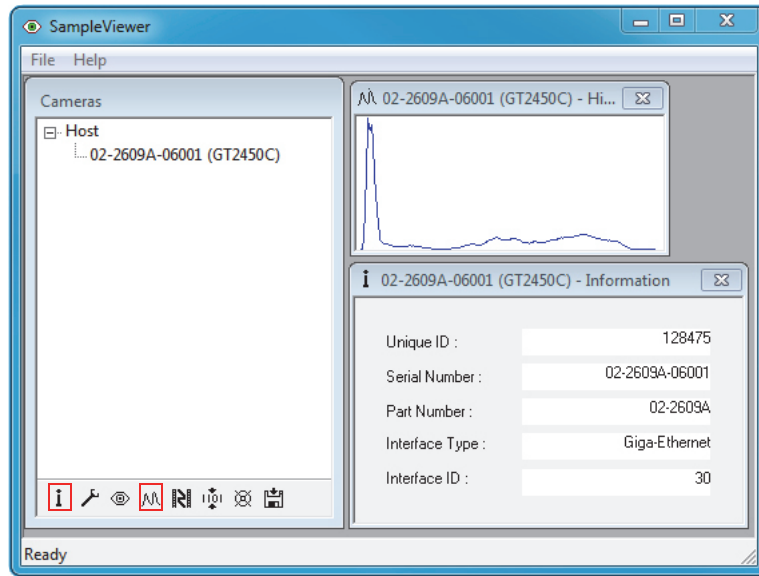 SampleViewer
File Help
Cameras
Host
02-2609A-06001 (GT2450C)
02-2609A-06001 (GT2450C) - Hi...
02-2609A-06001 (GT2450C) - Information
Unique ID : 128475
Serial Number : 02-2609A-06001
Part Number : 02-2609A
Interface Type : Giga-Ethernet
Interface ID : 30
Ready